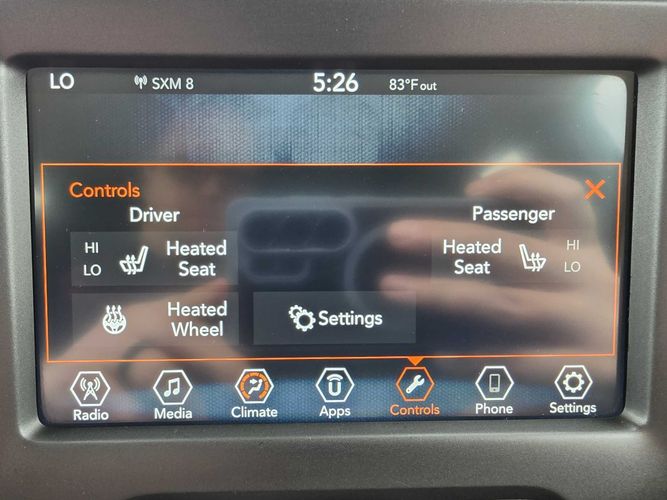 LO SXM 8 5:26 83°F out
Controls
Driver Passenger
HI Heated Heated HI
LO Seat Seat LO
Heated
Wheel Settings
Radio Media Climate Apps Controls Phone Settings